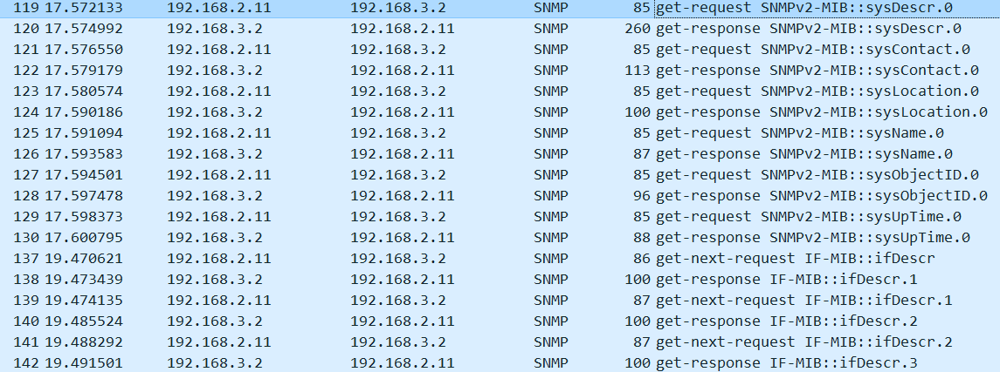 119 17.572133 192.168.2.11 192.168.3.2 SNMP 85 get-request SNMPv2-MIB::sysDescr.0
120 17.574992 192.168.3.2 192.168.2.11 SNMP 260 get-response SNMPv2-MIB::sysDescr.0
121 17.576550 192.168.2.11 192.168.3.2 SNMP 85 get-request SNMPv2-MIB::sysContact.0
122 17.579179 192.168.3.2 192.168.2.11 SNMP 113 get-response SNMPv2-MIB::sysContact.0
123 17.580574 192.168.2.11 192.168.3.2 SNMP 85 get-request SNMPv2-MIB::sysLocation.0
124 17.590186 192.168.3.2 192.168.2.11 SNMP 100 get-response SNMPv2-MIB::sysLocation.0
125 17.591094 192.168.2.11 192.168.3.2 SNMP 85 get-request SNMPv2-MIB::sysName.0
126 17.593583 192.168.3.2 192.168.2.11 SNMP 87 get-response SNMPv2-MIB::sysName.0
127 17.594501 192.168.2.11 192.168.3.2 SNMP 85 get-request SNMPv2-MIB::sysObjectID.0
128 17.597478 192.168.3.2 192.168.2.11 SNMP 96 get-response SNMPv2-MIB::sysObjectID.0
129 17.598373 192.168.2.11 192.168.3.2 SNMP 85 get-request SNMPv2-MIB::sysUpTime.0
130 17.600795 192.168.3.2 192.168.2.11 SNMP 88 get-response SNMPv2-MIB::sysUpTime.0
137 19.470621 192.168.2.11 192.168.3.2 SNMP 86 get-next-request IF-MIB::ifDescr
138 19.473439 192.168.3.2 192.168.2.11 SNMP 100 get-response IF-MIB::ifDescr.1
139 19.474135 192.168.2.11 192.168.3.2 SNMP 87 get-next-request IF-MIB::ifDescr.1
140 19.485524 192.168.3.2 192.168.2.11 SNMP 100 get-response IF-MIB::ifDescr.2
141 19.488292 192.168.2.11 192.168.3.2 SNMP 87 get-next-request IF-MIB::ifDescr.2
142 19.491501 192.168.3.2 192.168.2.11 SNMP 100 get-response IF-MIB::ifDescr.3